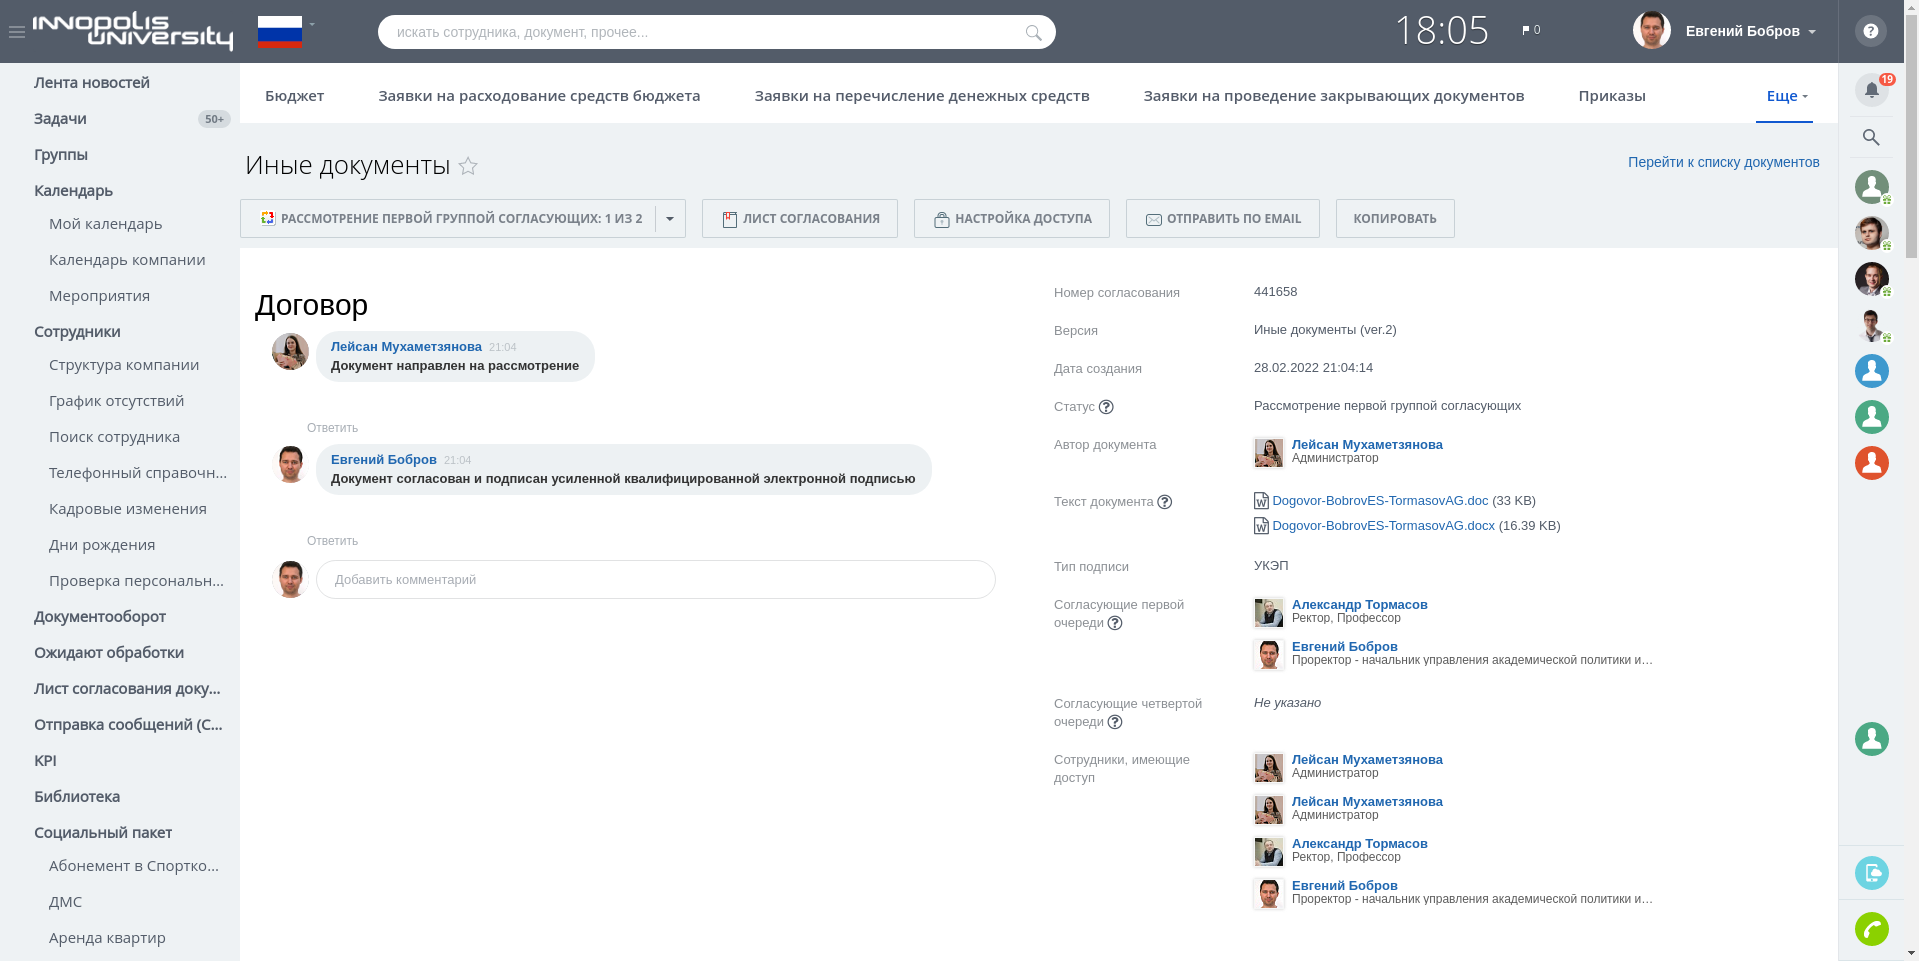 INNOPOLIS
UNIVERSITY
искать сотрудника, документ, прочее...
18:05
0
Евгений Бобров
?
19
Лента новостей
Задачи
50+
Группы
Календарь
Мой календарь
Календарь компании
Мероприятия
Сотрудники
Структура компании
График отсутствий
Поиск сотрудника
Телефонный справочн...
Кадровые изменения
Дни рождения
Проверка персональн...
Документооборот
Ожидают обработки
Лист согласования доку...
Отправка сообщений (С...
KPI
Библиотека
Социальный пакет
Абонемент в Спортко...
ДМС
Аренда квартир
Бюджет
Заявки на расходование средств бюджета
Заявки на перечисление денежных средств
Заявки на проведение закрывающих документов
Приказы
Еще
Иные документы
Перейти к списку документов
РАССМОТРЕНИЕ ПЕРВОЙ ГРУППОЙ СОГЛАСУЮЩИХ: 1 ИЗ 2
ЛИСТ СОГЛАСОВАНИЯ
НАСТРОЙКА ДОСТУПА
ОТПРАВИТЬ ПО EMAIL
КОПИРОВАТЬ
Договор
Лейсан Мухаметзянова 21:04
Документ направлен на рассмотрение
Ответить
Евгений Бобров 21:04
Документ согласован и подписан усиленной квалифицированной электронной подписью
Ответить
Добавить комментарий
Номер согласования
441658
Версия
Иные документы (ver.2)
Дата создания
28.02.2022 21:04:14
Статус ?
Рассмотрение первой группой согласующих
Автор документа
Лейсан Мухаметзянова
Администратор
Текст документа ?
Dogovor-BobrovES-TormasovAG.doc (33 KB)
Dogovor-BobrovES-TormasovAG.docx (16.39 KB)
Тип подписи
УКЭП
Согласующие первой
очереди ?
Александр Тормасов
Ректор, Профессор
Евгений Бобров
Проректор - начальник управления академической политики и…
Согласующие четвертой
очереди ?
Не указано
Сотрудники, имеющие
доступ
Лейсан Мухаметзянова
Администратор
Лейсан Мухаметзянова
Администратор
Александр Тормасов
Ректор, Профессор
Евгений Бобров
Проректор - начальник управления академической политики и…